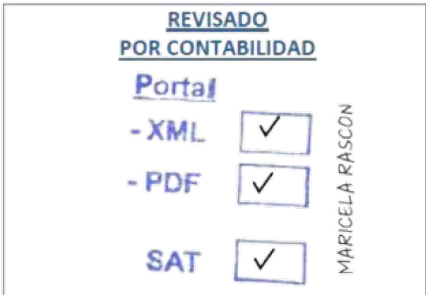 REVISADO
POR CONTABILIDAD
Portal
- XML ✓
- PDF ✓
SAT ✓
MARICELA RASCON